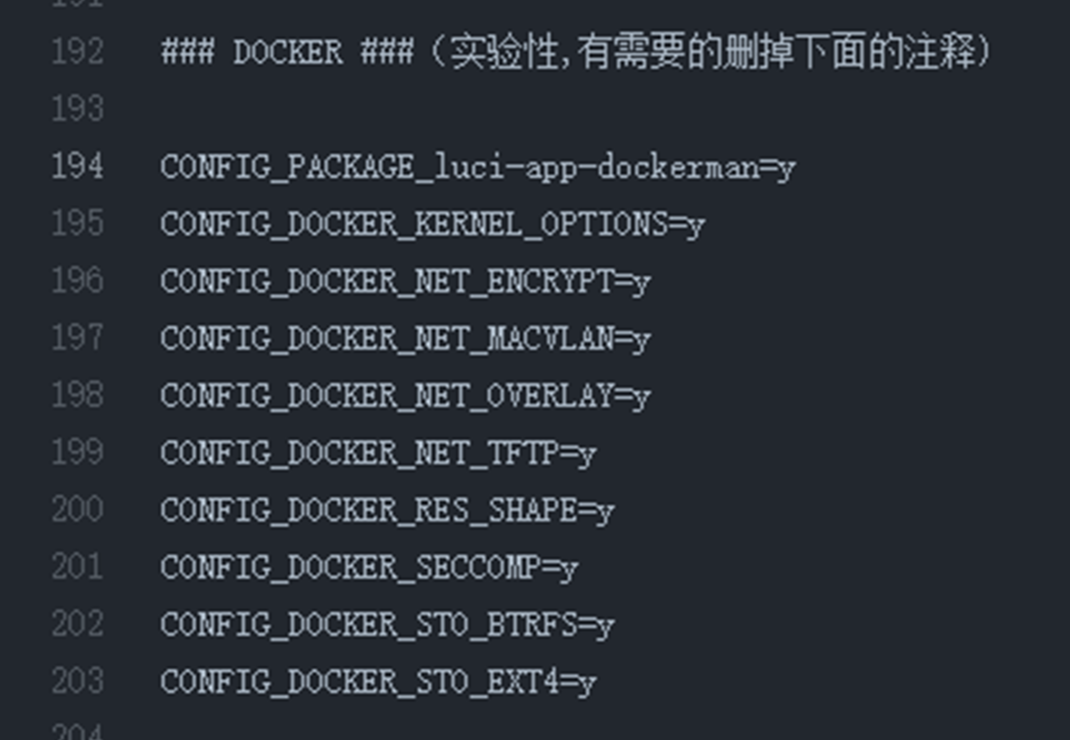 192 ### DOCKER ###（实验性,有需要的删掉下面的注释）
193
194 CONFIG_PACKAGE_luci-app-dockerman=y
195 CONFIG_DOCKER_KERNEL_OPTIONS=y
196 CONFIG_DOCKER_NET_ENCRYPT=y
197 CONFIG_DOCKER_NET_MACVLAN=y
198 CONFIG_DOCKER_NET_OVERLAY=y
199 CONFIG_DOCKER_NET_TFTP=y
200 CONFIG_DOCKER_RES_SHAPE=y
201 CONFIG_DOCKER_SECCOMP=y
202 CONFIG_DOCKER_STO_BTRFS=y
203 CONFIG_DOCKER_STO_EXT4=y
204